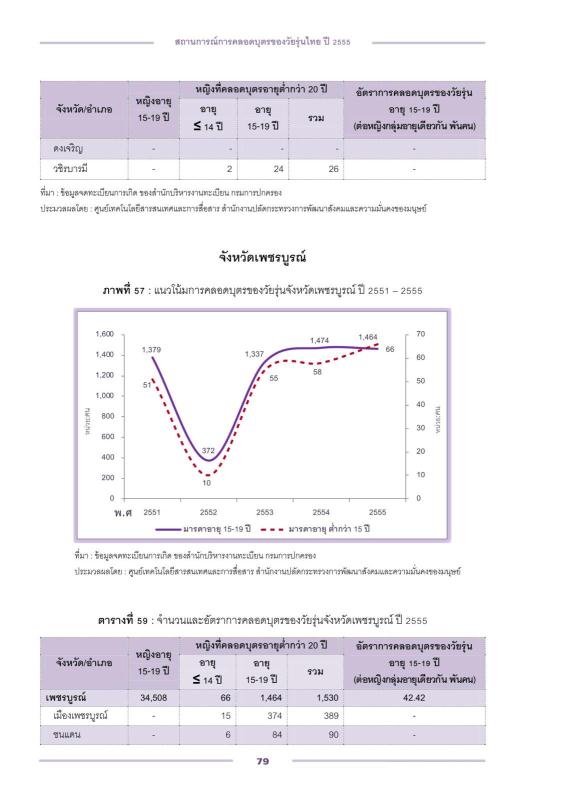 สถานการณ์การคลอดบุตรของวัยรุ่นไทย ปี 2555
จังหวัด/อำเภอ หญิงอายุ 15-19 ปี หญิงที่คลอดบุตรอายุต่ำกว่า 20 ปี อัตราการคลอดบุตรของวัยรุ่น อายุ 15-19 ปี (ต่อหญิงกลุ่มอายุเดียวกัน พันคน)
อายุ ≤ 14 ปี อายุ 15-19 ปี รวม
ดงเจริญ - - - - -
วชิรบารมี - 2 24 26 -
ที่มา : ข้อมูลจดทะเบียนการเกิด ของสำนักบริหารงานทะเบียน กรมการปกครอง
ประมวลผลโดย : ศูนย์เทคโนโลยีสารสนเทศและการสื่อสาร สำนักงานปลัดกระทรวงการพัฒนาสังคมและความมั่นคงของมนุษย์
จังหวัดเพชรบูรณ์
ภาพที่ 57 : แนวโน้มการคลอดบุตรของวัยรุ่นจังหวัดเพชรบูรณ์ ปี 2551 – 2555
1,600 70
1,400 60
1,200 50
1,000 40
800 30
600 20
400 10
200 0
0
หน่วย:คน
หน่วย:คน
1,379 372 1,337 1,474 1,464
51 10 55 58 66
พ.ศ 2551 2552 2553 2554 2555
มารดาอายุ 15-19 ปี มารดาอายุ ต่ำกว่า 15 ปี
ที่มา : ข้อมูลจดทะเบียนการเกิด ของสำนักบริหารงานทะเบียน กรมการปกครอง
ประมวลผลโดย : ศูนย์เทคโนโลยีสารสนเทศและการสื่อสาร สำนักงานปลัดกระทรวงการพัฒนาสังคมและความมั่นคงของมนุษย์
ตารางที่ 59 : จำนวนและอัตราการคลอดบุตรของวัยรุ่นจังหวัดเพชรบูรณ์ ปี 2555
จังหวัด/อำเภอ หญิงอายุ 15-19 ปี หญิงที่คลอดบุตรอายุต่ำกว่า 20 ปี อัตราการคลอดบุตรของวัยรุ่น อายุ 15-19 ปี (ต่อหญิงกลุ่มอายุเดียวกัน พันคน)
อายุ ≤ 14 ปี อายุ 15-19 ปี รวม
เพชรบูรณ์ 34,508 66 1,464 1,530 42.42
เมืองเพชรบูรณ์ - 15 374 389 -
ชนแดน - 6 84 90 -
79